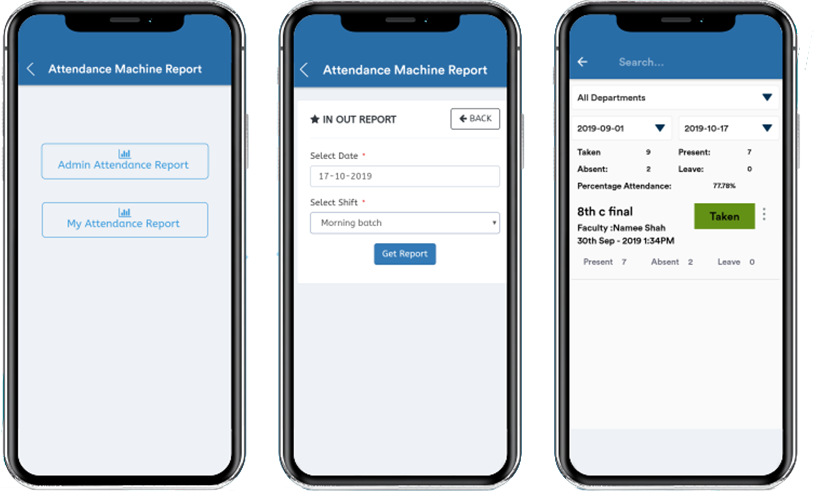 Attendance Machine Report
Admin Attendance Report
My Attendance Report
Attendance Machine Report
★ IN OUT REPORT
← BACK
Select Date *
17-10-2019
Select Shift *
Morning batch
Get Report
Search...
All Departments
2019-09-01 2019-10-17
Taken 9 Present: 7
Absent: 2 Leave: 0
Percentage Attendance: 77.78%
8th c final
Taken
Faculty :Namee Shah
30th Sep - 2019 1:34PM
Present 7 Absent 2 Leave 0